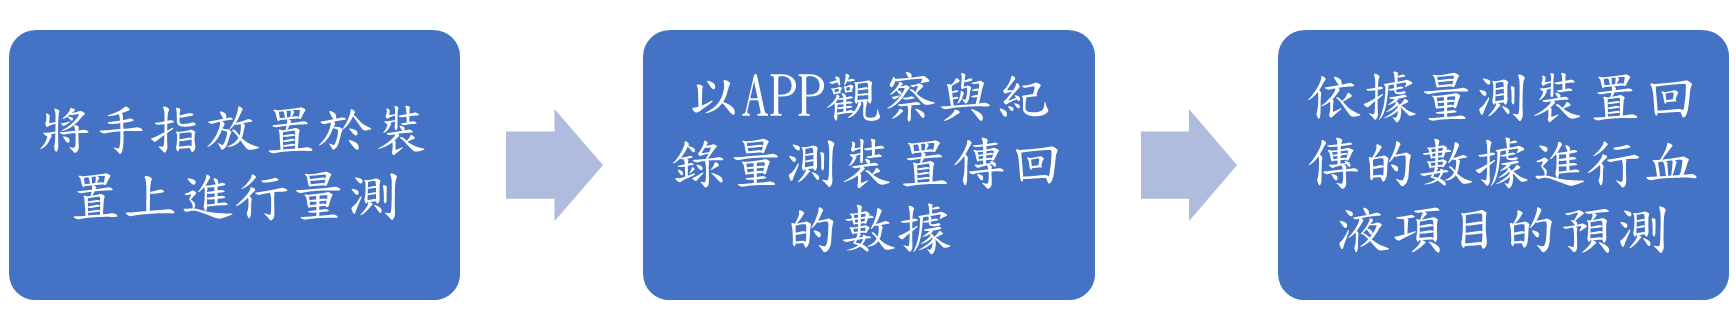 將手指放置於裝
置上進行量測
以APP觀察與紀
錄量測裝置傳回
的數據
依據量測裝置回
傳的數據進行血
液項目的預測